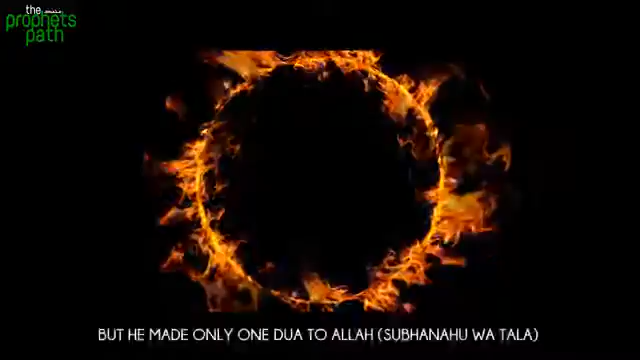 the
prophets
path
BUT HE MADE ONLY ONE DUA TO ALLAH (SUBHANAHU WA TALA)